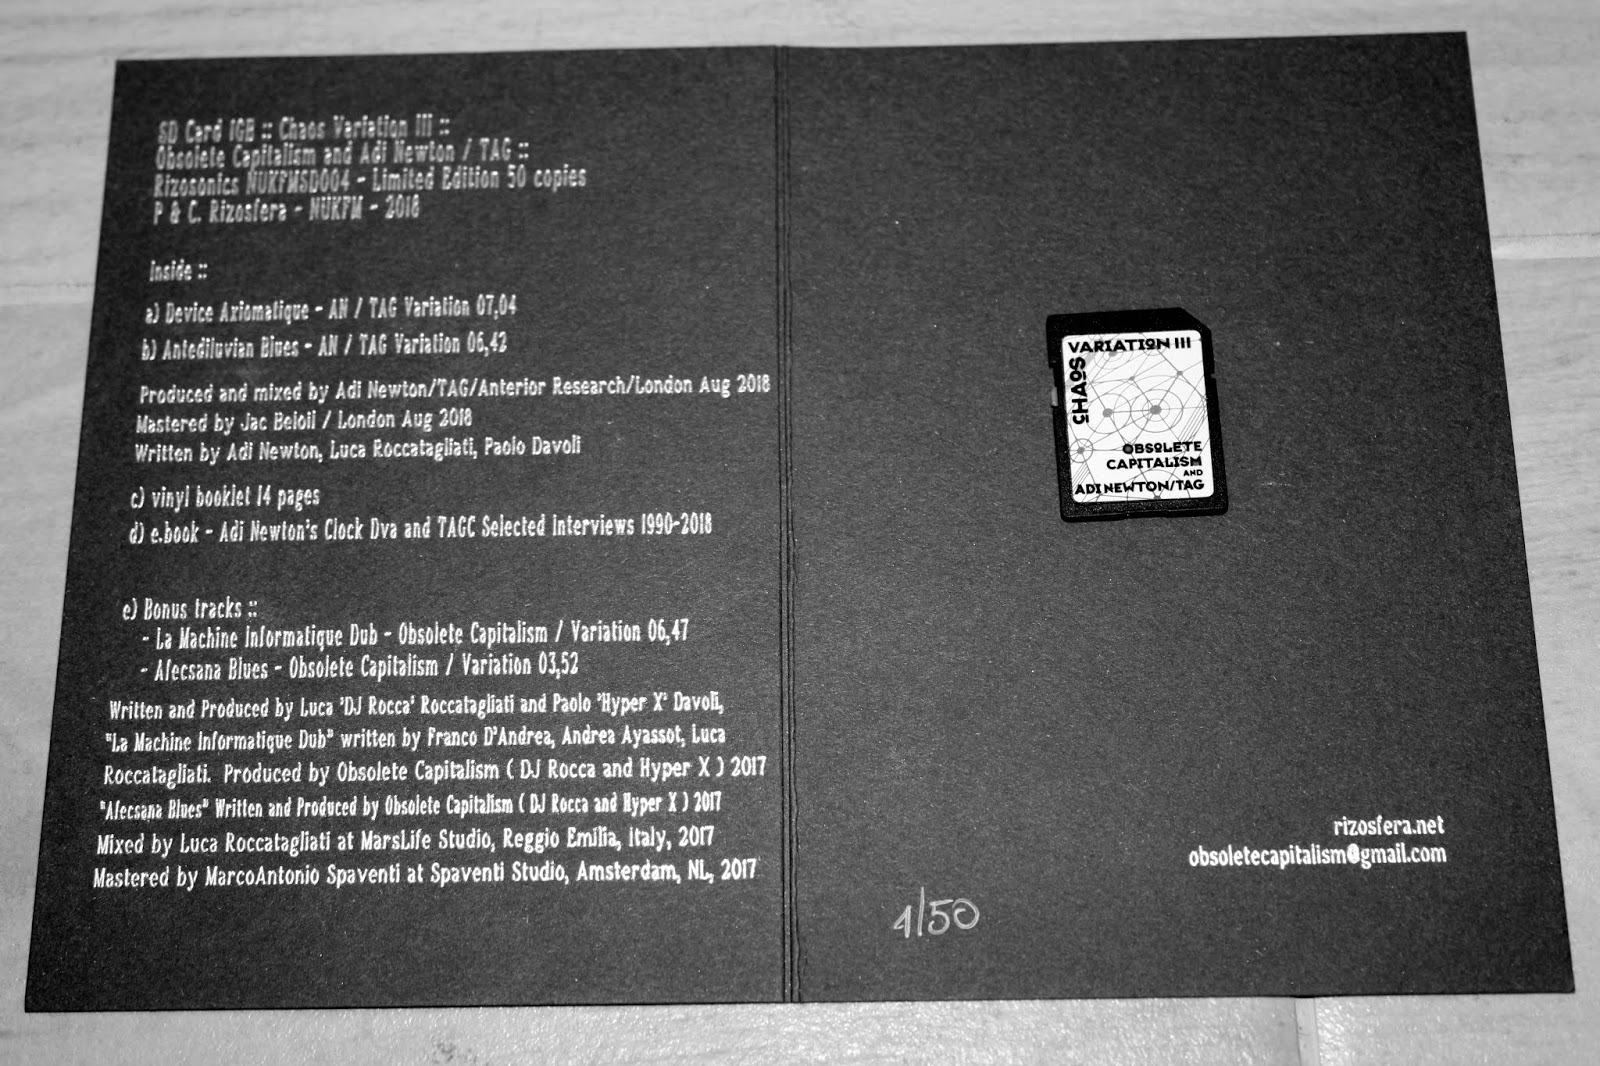 SD Card 1GB :: Chaos Variation III ::
Obsolete Capitalism and Adi Newton / TAG ::
Rizosonics NUKFMSD004 - Limited Edition 50 copies
P & C. Rizosfera - NUKFM - 2018
inside ::
a) Device Axiomatique - AN / TAG Variation 07,04
b) Antediluvian Blues - AN / TAG Variation 06,42
Produced and mixed by Adi Newton/TAG/Anterior Research/London Aug 2018
Mastered by Jac Beloil / London Aug 2018
Written by Adi Newton, Luca Roccatagliati, Paolo Davoli
c) vinyl booklet 14 pages
d) e.book - Adi Newton's Clock Dva and TAGC Selected interviews 1990-2018
e) Bonus tracks ::
- La Machine Informatique Dub - Obsolete Capitalism / Variation 06,47
- Afecsana Blues - Obsolete Capitalism / Variation 03,52
Written and Produced by Luca 'DJ Rocca' Roccatagliati and Paolo 'Hyper X' Davoli,
"La Machine Informatique Dub" written by Franco D'Andrea, Andrea Ayassot, Luca
Roccatagliati. Produced by Obsolete Capitalism ( DJ Rocca and Hyper X ) 2017
"Afecsana Blues" Written and Produced by Obsolete Capitalism ( DJ Rocca and Hyper X ) 2017
Mixed by Luca Roccatagliati at MarsLife Studio, Reggio Emilia, Italy, 2017
Mastered by MarcoAntonio Spaventi at Spaventi Studio, Amsterdam, NL, 2017
CHAOS
VARIATION III
OBSOLETE
CAPITALISM
AND
ADI NEWTON/TAG
rizosfera.net
obsoletecapitalism@gmail.com
1/50